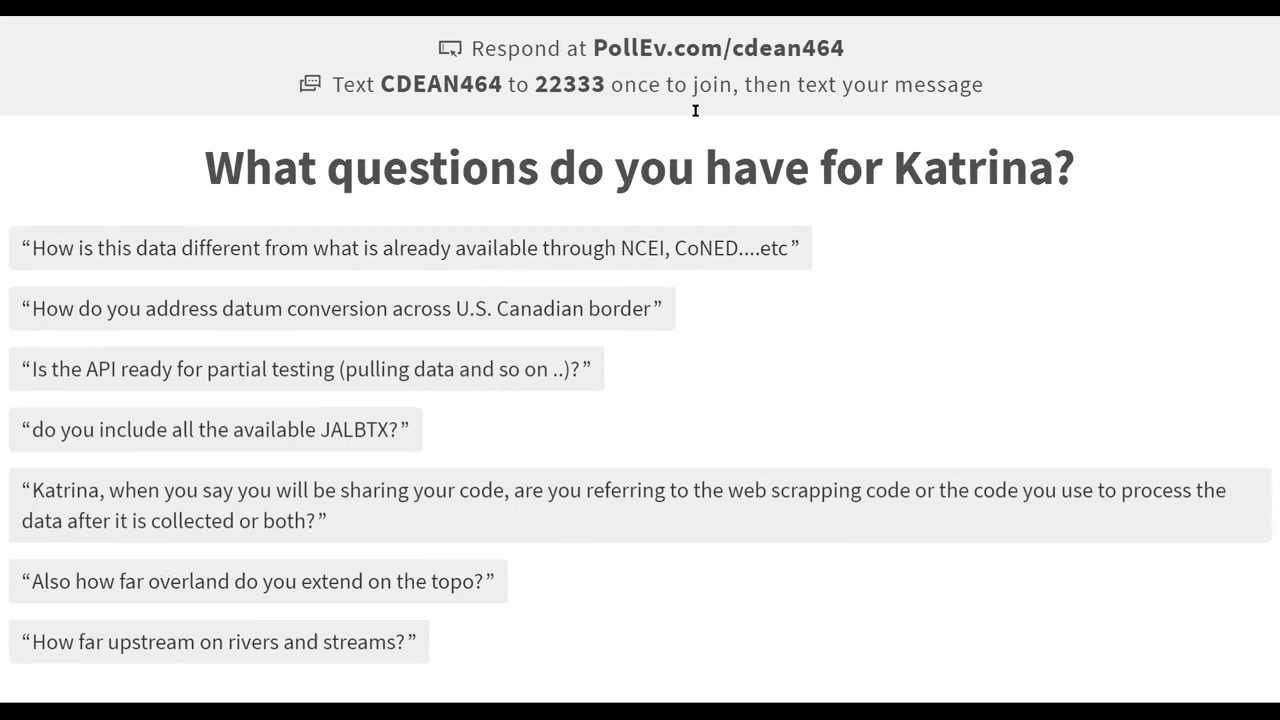 Respond at PollEv.com/cdean464
Text CDEAN464 to 22333 once to join, then text your message
What questions do you have for Katrina?
“How is this data different from what is already available through NCEI, CoNED....etc”
“How do you address datum conversion across U.S. Canadian border”
“Is the API ready for partial testing (pulling data and so on ..)?”
“do you include all the available JALBTX?”
“Katrina, when you say you will be sharing your code, are you referring to the web scrapping code or the code you use to process the
data after it is collected or both?”
“Also how far overland do you extend on the topo?”
“How far upstream on rivers and streams?”